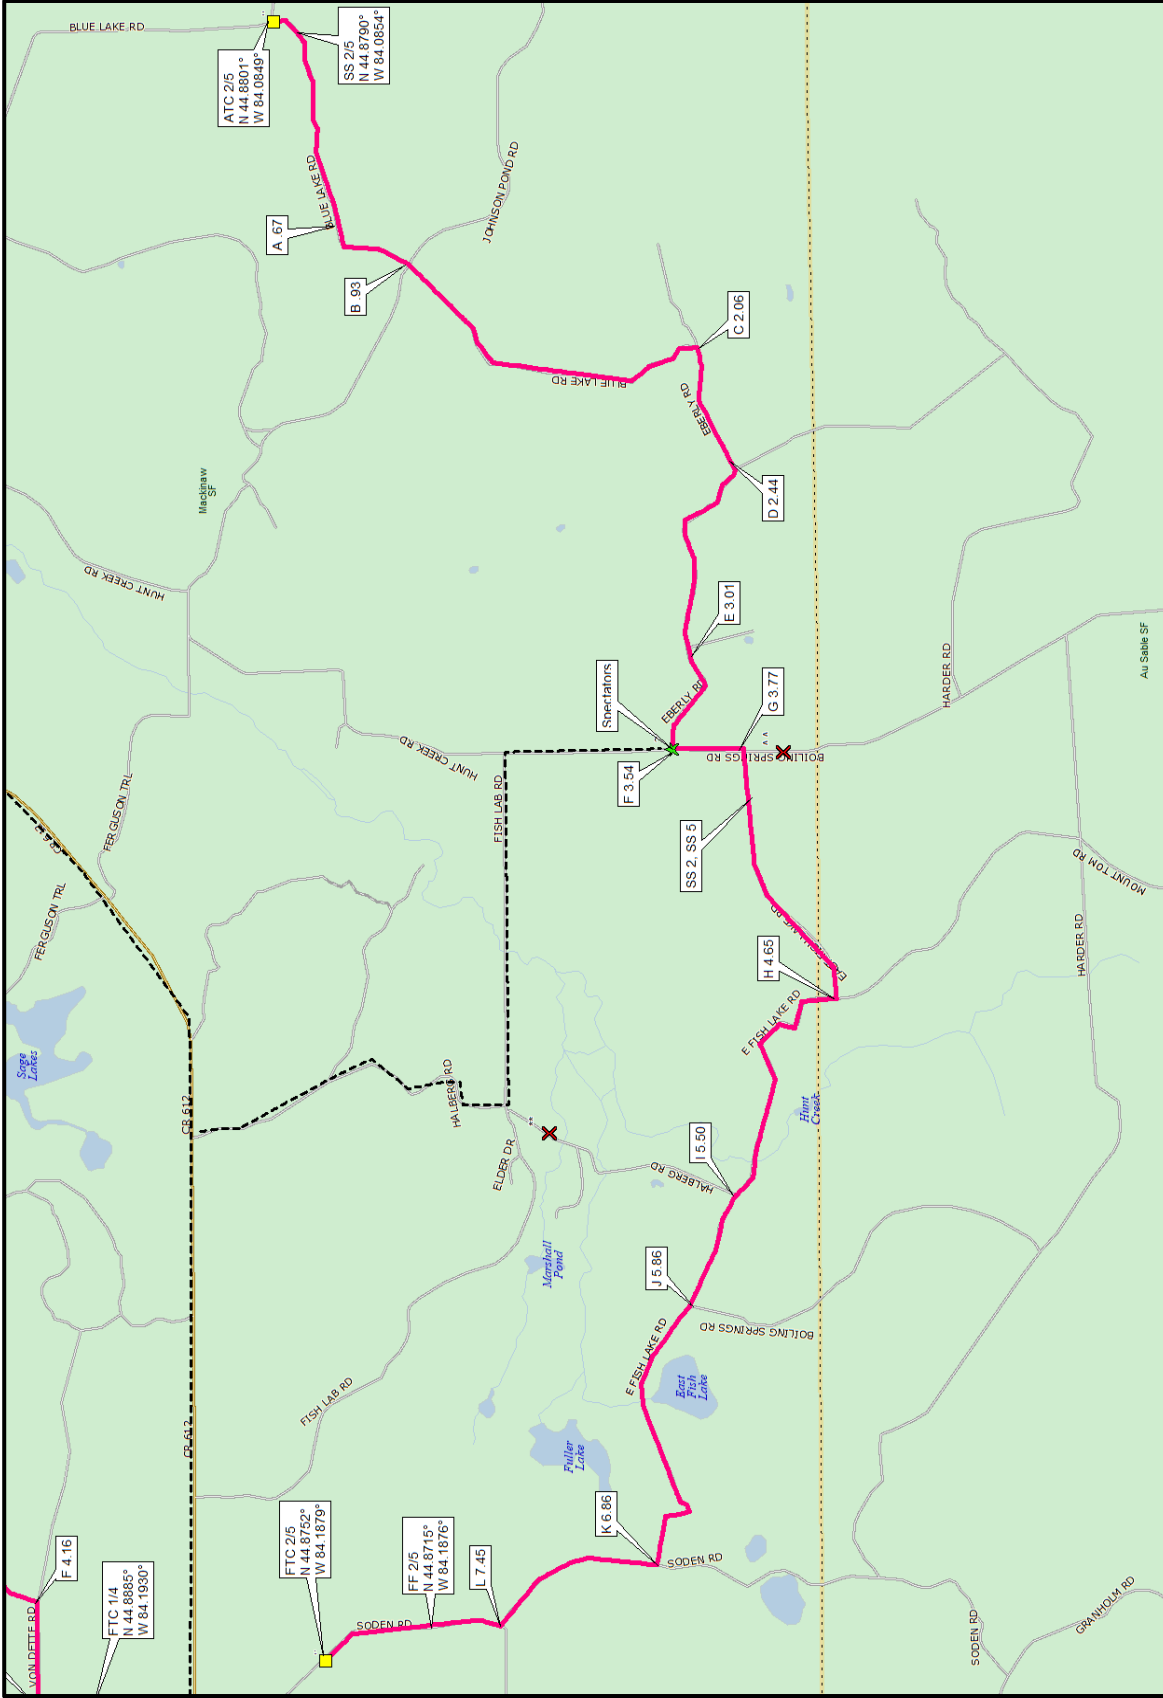 BLUE LAKE RD
ATC 2/5
N 44.8801°
W 84.0849°
SS 2/5
N 44.8790°
W 84.0854°
BLUE LAKE RD
A .67
JOHNSON POND RD
B .93
C 2.06
BLUE LAKE RD
EBERLY RD
D 2.44
Mackinaw
SF
HUNT CREEK RD
E 3.01
Spectators
EBERLY RD
G 3.77
HARDER RD
Au Sable SF
HUNT CREEK RD
FISH LAB RD
F 3.54
BOILING SPRINGS RD
CR 612
FERGUSON TRL
FERGUSON TRL
SS 2, SS 5
E FISH LAKE RD
MOUNT TOM RD
HARDER RD
H 4.65
E FISH LAKE RD
Sage
Lakes
CR 612
HALBERG RD
Hunt
Creek
ELDER DR
I 5.50
HALBERG RD
Marshall
Pond
J 5.86
BOILING SPRINGS RD
E FISH LAKE RD
East
Fish
Lake
FISH LAB RD
CR 612
Fuller
Lake
K 6.86
SODEN RD
F 4.16
FTC 1/4
N 44.8885°
W 84.1930°
VON DETTE RD
FTC 2/5
N 44.8752°
W 84.1879°
FF 2/5
N 44.8715°
W 84.1876°
L 7.45
SODEN RD
SODEN RD
GRANHOLM RD